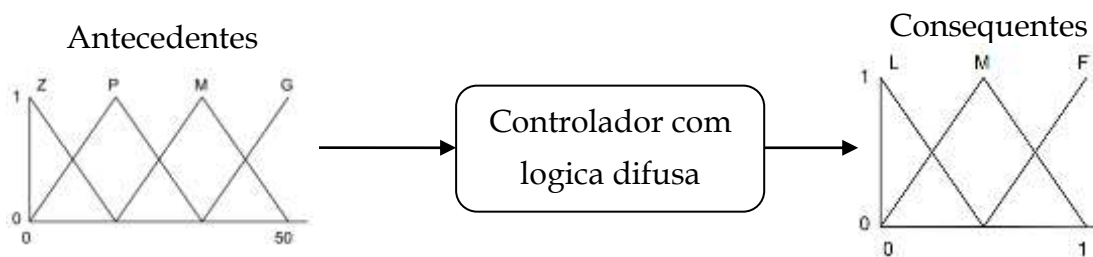 Antecedentes
Z P M G
1
0
0 50
Controlador com
logica difusa
Consequentes
L M F
1
0
0 1